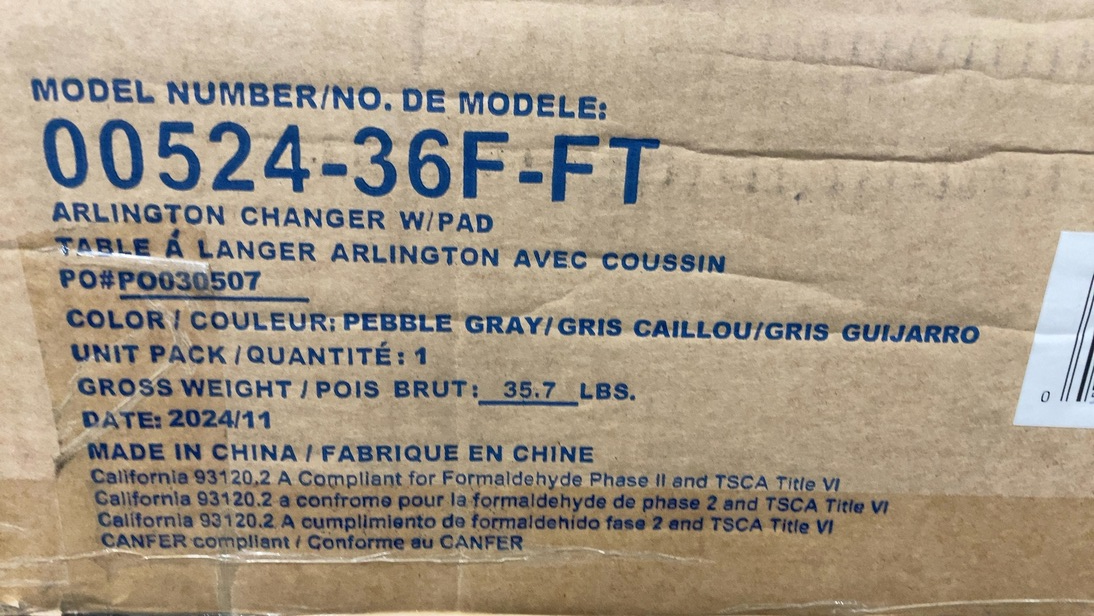 MODEL NUMBER/NO. DE MODELE:
00524-36F-FT
ARLINGTON CHANGER W/PAD
TABLE Á LANGER ARLINGTON AVEC COUSSIN
PO#PO030507
COLOR / COULEUR: PEBBLE GRAY/GRIS CAILLOU/GRIS GUIJARRO
UNIT PACK /QUANTITÉ: 1
GROSS WEIGHT / POIS BRUT: 35.7 LBS.
DATE: 2024/11
MADE IN CHINA / FABRIQUE EN CHINE
California 93120.2 A Compliant for Formaldehyde Phase II and TSCA Title VI
California 93120.2 a confrome pour la formaldehyde de phase 2 and TSCA Title VI
California 93120.2 A cumplimiento de formaldehido fase 2 and TSCA Title VI
CANFER compliant / Conforme au CANFER
0